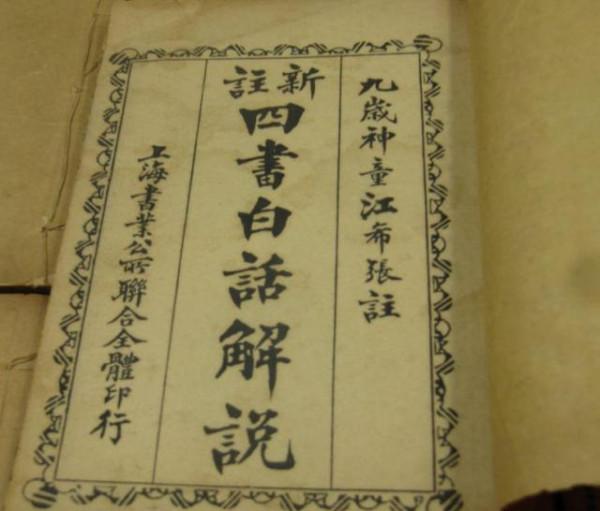 九歲神童江希張註
新註
四書白話解説
上海書業公所聯合全體印行